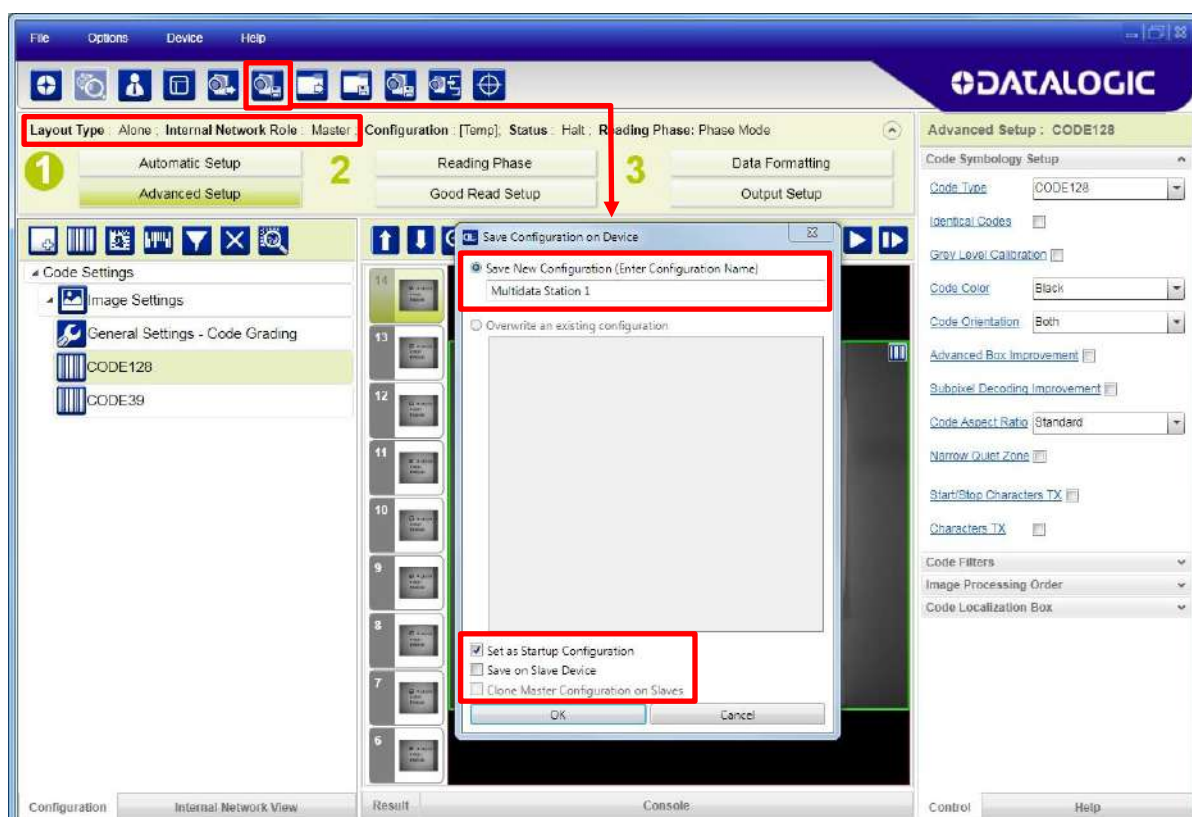 File Options Device Help
DATALOGIC
Layout Type : Alone ; Internal Network Role : Master ; Configuration : [Temp]; Status : Halt ; Reading Phase: Phase Mode
1 Automatic Setup 2 Reading Phase 3 Data Formatting
Advanced Setup Good Read Setup Output Setup
Code Settings
Image Settings
General Settings - Code Grading
CODE128
CODE39
14
13
12
11
10
9
8
7
6
Save Configuration on Device
Save New Configuration (Enter Configuration Name)
Multidata Station 1
Overwrite an existing configuration
Set as Startup Configuration
Save on Slave Device
Clone Master Configuration on Slaves
OK Cancel
Advanced Setup : CODE128
Code Symbology Setup
Code Type CODE128
Identical Codes
Grey Level Calibration
Code Color Black
Code Orientation Both
Advanced Box Improvement
Subpixel Decoding Improvement
Code Aspect Ratio Standard
Narrow Quiet Zone
Start/Stop Characters TX
Characters TX
Code Filters
Image Processing Order
Code Localization Box
Configuration Internal Network View Result Console Control Help